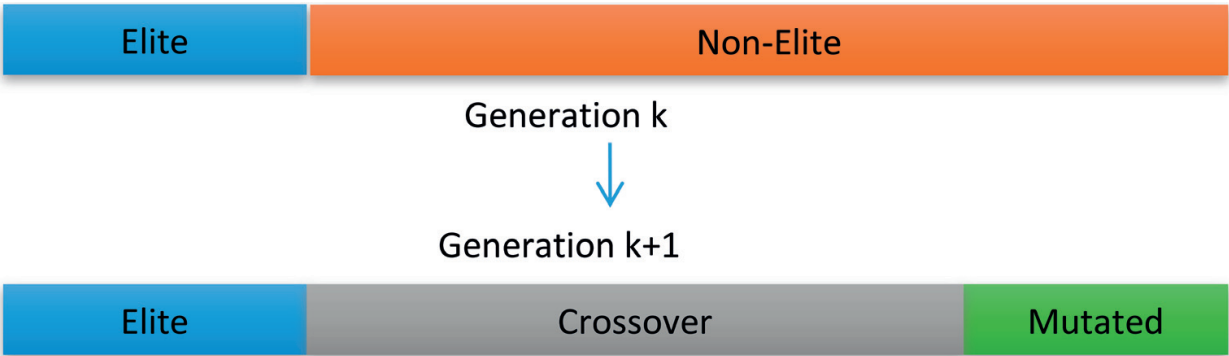 Elite Non-Elite
Generation k
Generation k+1
Elite Crossover Mutated